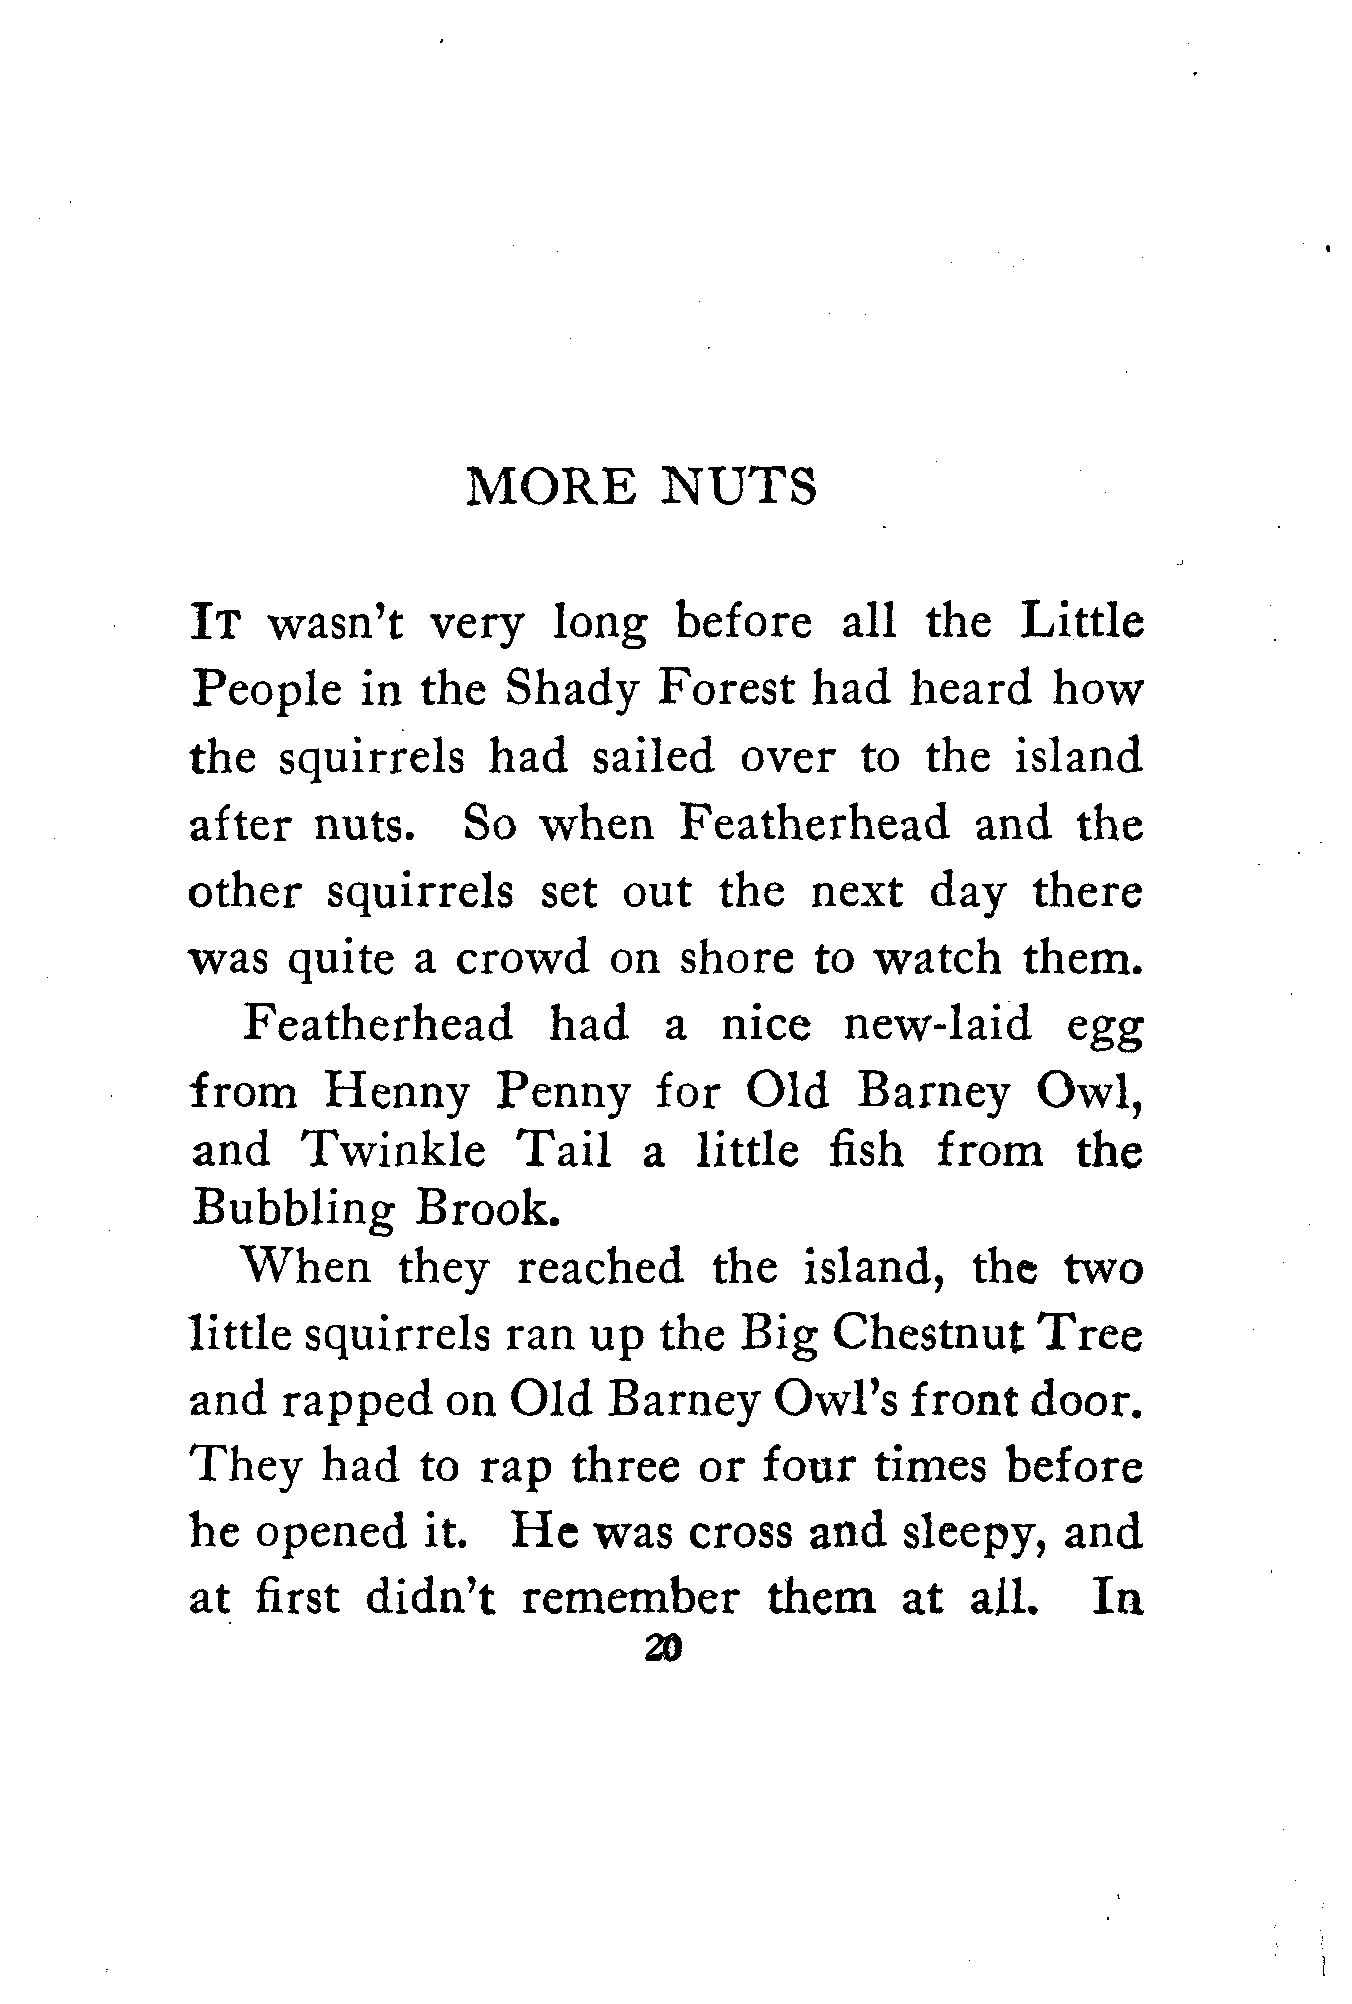 MORE NUTS
IT wasn't very long before all the Little
People in the Shady Forest had heard how
the squirrels had sailed over to the island
after nuts. So when Featherhead and the
other squirrels set out the next day there
was quite a crowd on shore to watch them.
Featherhead had a nice new-laid egg
from Henny Penny for Old Barney Owl,
and Twinkle Tail a little fish from the
Bubbling Brook.
When they reached the island, the two
little squirrels ran up the Big Chestnut Tree
and rapped on Old Barney Owl's front door.
They had to rap three or four times before
he opened it. He was cross and sleepy, and
at first didn't remember them at all. In
20